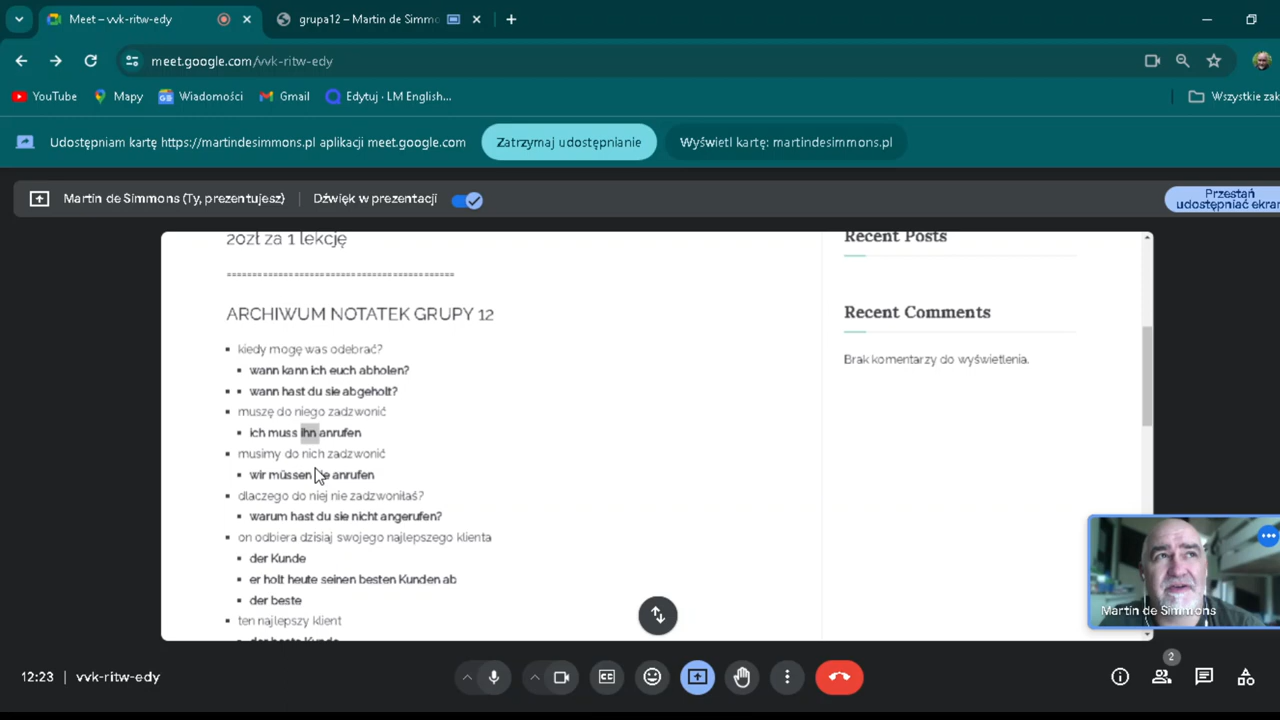 Meet – vvk-ritw-edy
grupa12 – Martin de Simmo
meet.google.com/vvk-ritw-edy
YouTube
Mapy
Wiadomości
Gmail
Edytuj · LM English...
Wszystkie zak
Udostępniam kartę https://martindesimmons.pl aplikacji meet.google.com
Zatrzymaj udostępnianie
Wyświetl kartę: martindesimmons.pl
Martin de Simmons (Ty, prezentujesz)
Dźwięk w prezentacji
Przestań
udostępniać ekran
20zł za 1 lekcję
============================================
ARCHIWUM NOTATEK GRUPY 12
kiedy mogę was odebrać?
wann kann ich euch abholen?
wann hast du sie abgeholt?
muszę do niego zadzwonić
ich muss ihn anrufen
musimy do nich zadzwonić
wir müssen anrufen
dlaczego do niej nie zadzwoniłaś?
warum hast du sie nicht angerufen?
on odbiera dzisiaj swojego najlepszego klienta
der Kunde
er holt heute seinen besten Kunden ab
der beste
ten najlepszy klient
der beste Kunde
Recent Posts
Recent Comments
Brak komentarzy do wyświetlenia.
Martin de Simmons
12:23
vvk-ritw-edy
2